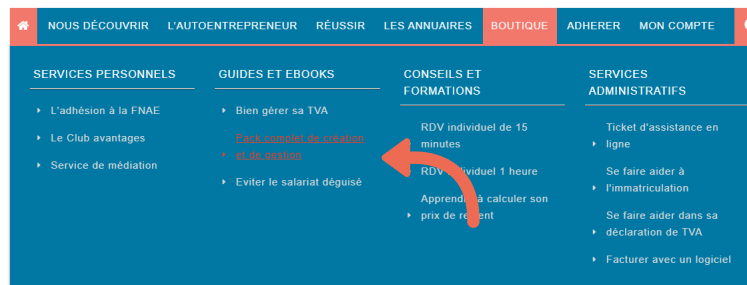 NOUS DÉCOUVRIR L'AUTOENTREPRENEUR RÉUSSIR LES ANNUAIRES BOUTIQUE ADHERER MON COMPTE
SERVICES PERSONNELS
L'adhésion à la FNAE
Le Club avantages
Service de médiation
GUIDES ET EBOOKS
Bien gérer sa TVA
Pack complet de création
et de gestion
Eviter le salariat déguisé
CONSEILS ET
FORMATIONS
RDV individuel de 15
minutes
RDV individuel 1 heure
Apprendre à calculer son
prix de revient
SERVICES
ADMINISTRATIFS
Ticket d'assistance en
ligne
Se faire aider à
l'immatriculation
Se faire aider dans sa
déclaration de TVA
Facturer avec un logiciel